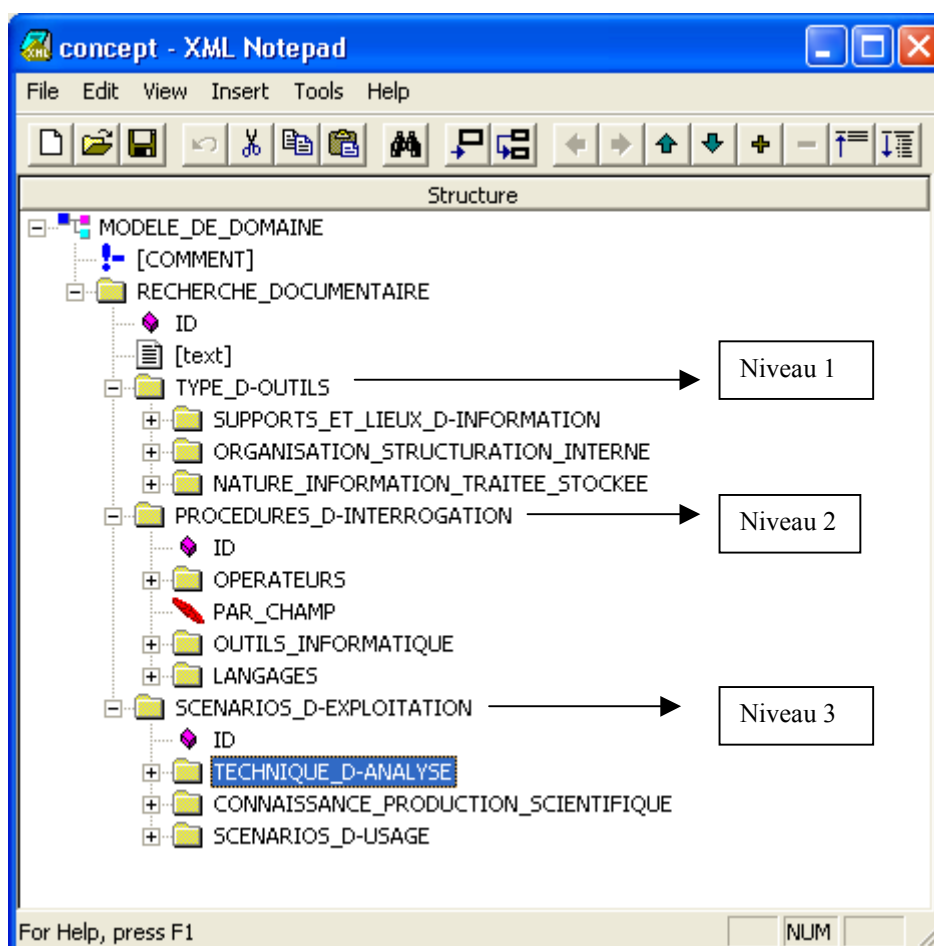 concept - XML Notepad
File Edit View Insert Tools Help
Structure
MODELE_DE_DOMAINE
[COMMENT]
RECHERCHE_DOCUMENTAIRE
ID
[text]
TYPE_D-OUTILS Niveau 1
SUPPORTS_ET_LIEUX_D-INFORMATION
ORGANISATION_STRUCTURATION_INTERNE
NATURE_INFORMATION_TRAITEE_STOCKEE
PROCEDURES_D-INTERROGATION Niveau 2
ID
OPERATEURS
PAR_CHAMP
OUTILS_INFORMATIQUE
LANGAGES
SCENARIOS_D-EXPLOITATION Niveau 3
ID
TECHNIQUE_D-ANALYSE
CONNAISSANCE_PRODUCTION_SCIENTIFIQUE
SCENARIOS_D-USAGE
For Help, press F1 NUM